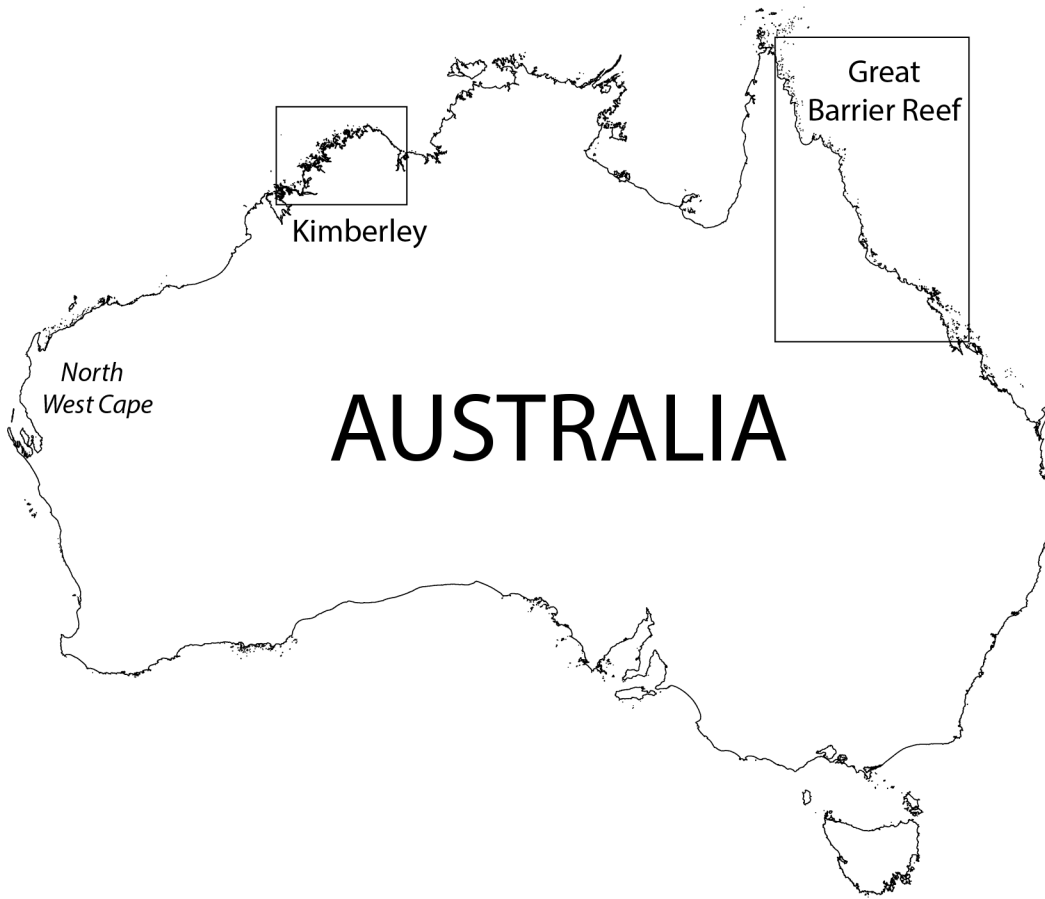 Great
Barrier Reef
Kimberley
North
West Cape
AUSTRALIA